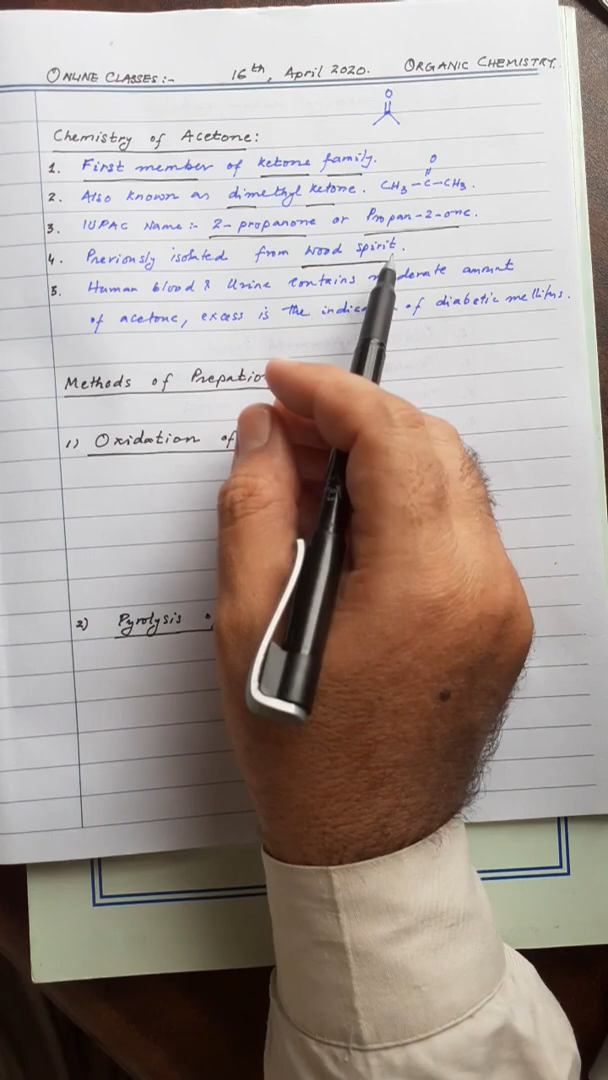 ONLINE CLASSES:- 16th, April 2020. ORGANIC CHEMISTRY.
O
Chemistry of Acetone:
1. First member of ketone family.
O
2. Also known as dimethyl ketone. CH3-C-CH3.
3. IUPAC Name:- 2-propanone or Propan-2-one.
4. Previously isolated from wood spirit.
5. Human blood & Urine contains moderate amount
of acetone, excess is the of diabetic mellitus.
Methods of
1) Oxidation of
2) Pyrolysis